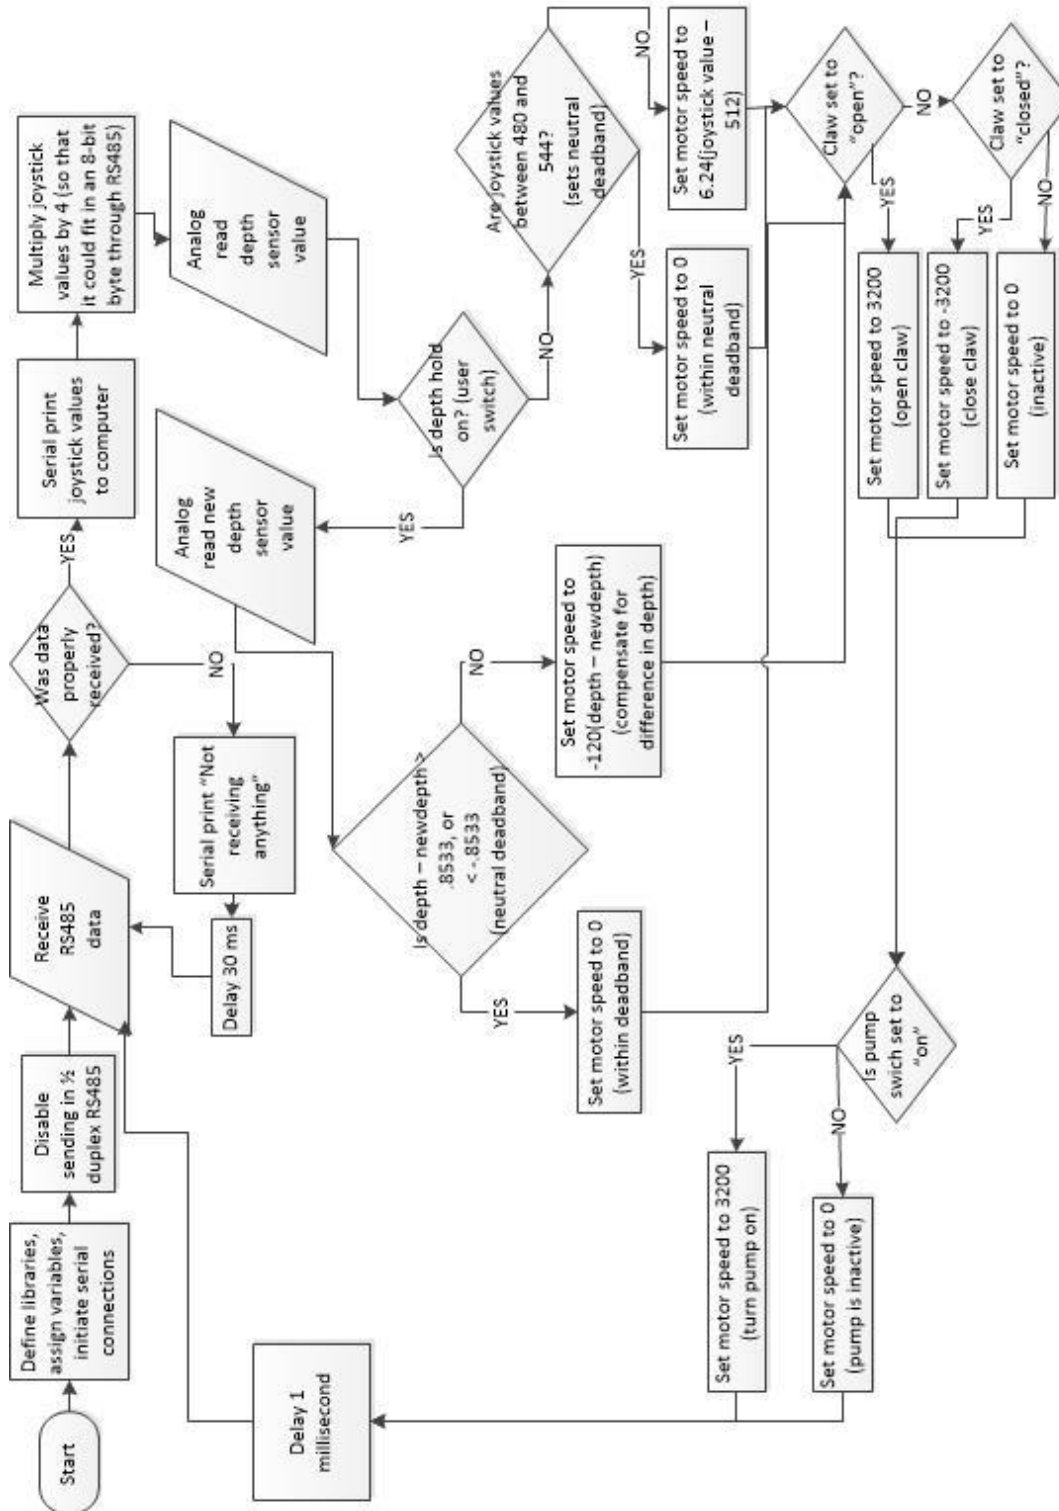 Start
Define libraries,
assign variables,
initiate serial
connections
Disable
sending in ½
duplex RS485
Receive
RS485
data
Was data
properly
received?
YES
NO
Serial print
joystick values
to computer
Multiply joystick
values by 4 (so that
it could fit in an 8-bit
byte through RS485)
Serial print “Not
receiving
anything”
Delay 30 ms
Analog
read
depth
sensor
value
Is depth hold
on? (user
switch)
YES
NO
Analog
read new
depth
sensor
value
Are joystick values
between 480 and
544?
(sets neutral
deadband)
YES
NO
Set motor speed to 0
(within neutral
deadband)
Set motor speed to
6.24(joystick value –
512)
Is depth – newdepth >
.8533, or
< -.8533
(neutral deadband)
YES
NO
Set motor speed to 0
(within deadband)
Set motor speed to
-120(depth – newdepth)
(compensate for
difference in depth)
Claw set to
“open”?
YES
NO
Claw set to
“closed”?
YES
NO
Set motor speed to 3200
(open claw)
Set motor speed to -3200
(close claw)
Set motor speed to 0
(inactive)
Is pump
swich set to
“on”
YES
NO
Set motor speed to 3200
(turn pump on)
Set motor speed to 0
(pump is inactive)
Delay 1
millisecond